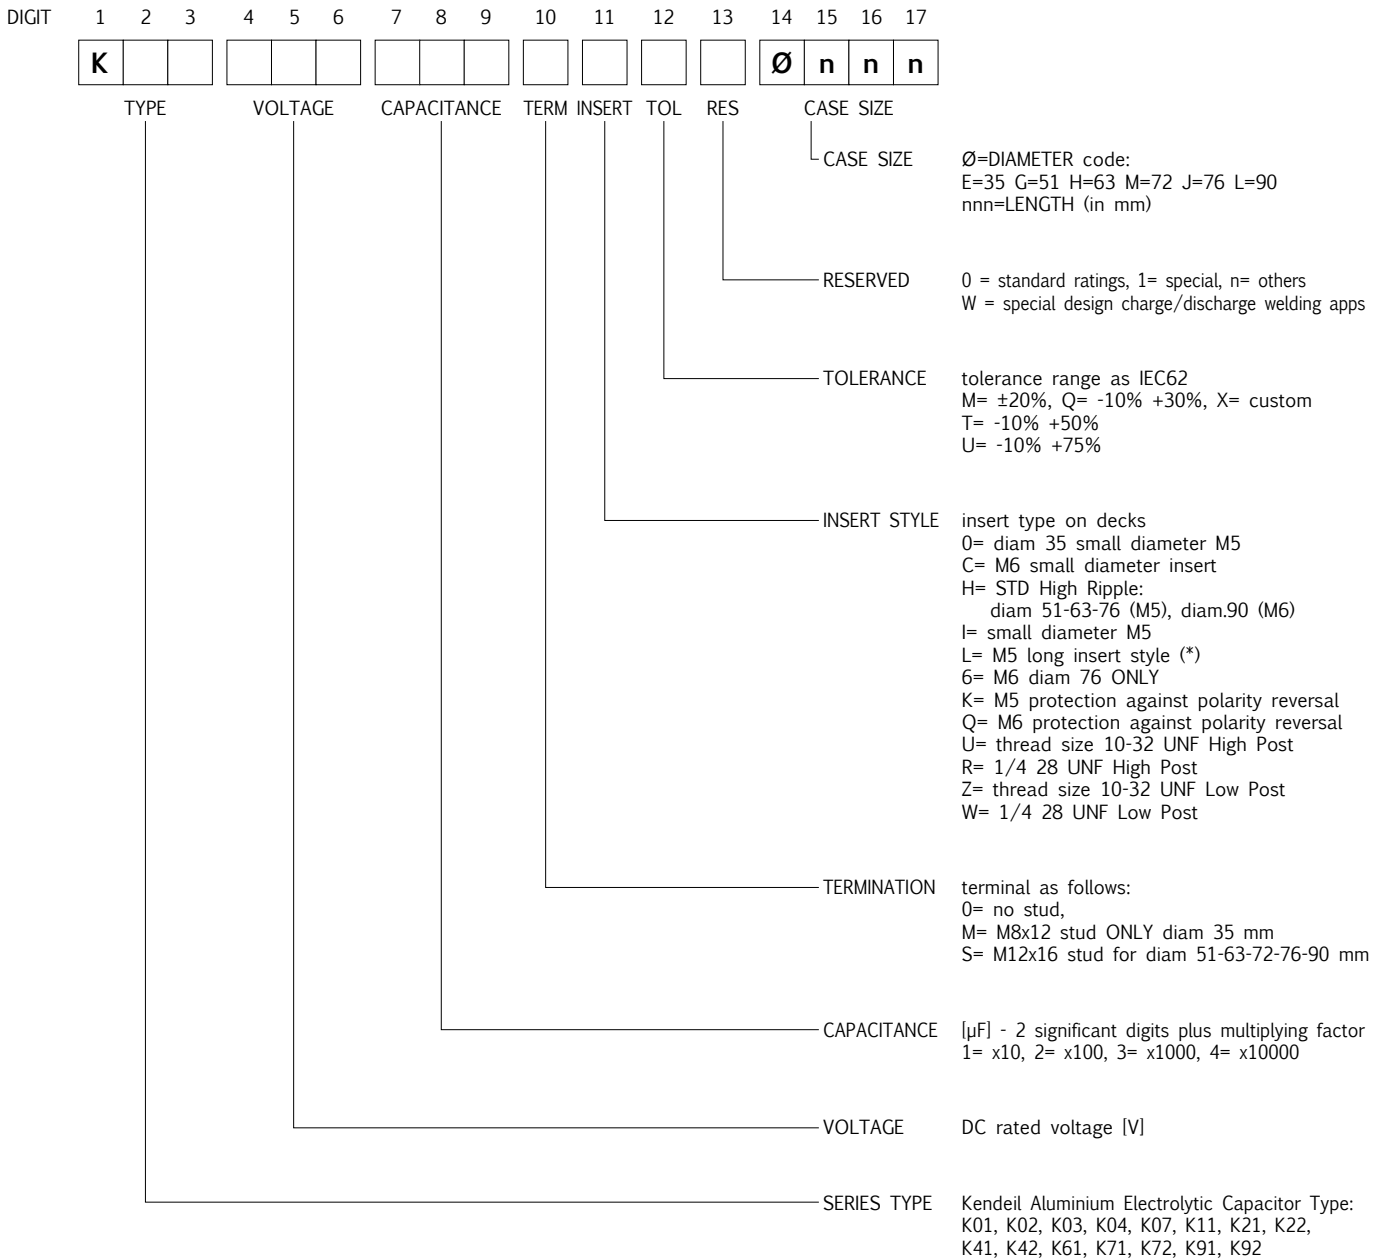 DIGIT 1 2 3 4 5 6 7 8 9 10 11 12 13 14 15 16 17
K Ø n n n
TYPE VOLTAGE CAPACITANCE TERM INSERT TOL RES CASE SIZE
CASE SIZE Ø=DIAMETER code:
E=35 G=51 H=63 M=72 J=76 L=90
nnn=LENGTH (in mm)
RESERVED 0 = standard ratings, 1= special, n= others
W = special design charge/discharge welding apps
TOLERANCE tolerance range as IEC62
M= ±20%, Q= -10% +30%, X= custom
T= -10% +50%
U= -10% +75%
INSERT STYLE insert type on decks
0= diam 35 small diameter M5
C= M6 small diameter insert
H= STD High Ripple:
diam 51-63-76 (M5), diam.90 (M6)
I= small diameter M5
L= M5 long insert style (*)
6= M6 diam 76 ONLY
K= M5 protection against polarity reversal
Q= M6 protection against polarity reversal
U= thread size 10-32 UNF High Post
R= 1/4 28 UNF High Post
Z= thread size 10-32 UNF Low Post
W= 1/4 28 UNF Low Post
TERMINATION terminal as follows:
0= no stud,
M= M8x12 stud ONLY diam 35 mm
S= M12x16 stud for diam 51-63-72-76-90 mm
CAPACITANCE [µF] - 2 significant digits plus multiplying factor
1= x10, 2= x100, 3= x1000, 4= x10000
VOLTAGE DC rated voltage [V]
SERIES TYPE Kendeil Aluminium Electrolytic Capacitor Type:
K01, K02, K03, K04, K07, K11, K21, K22,
K41, K42, K61, K71, K72, K91, K92